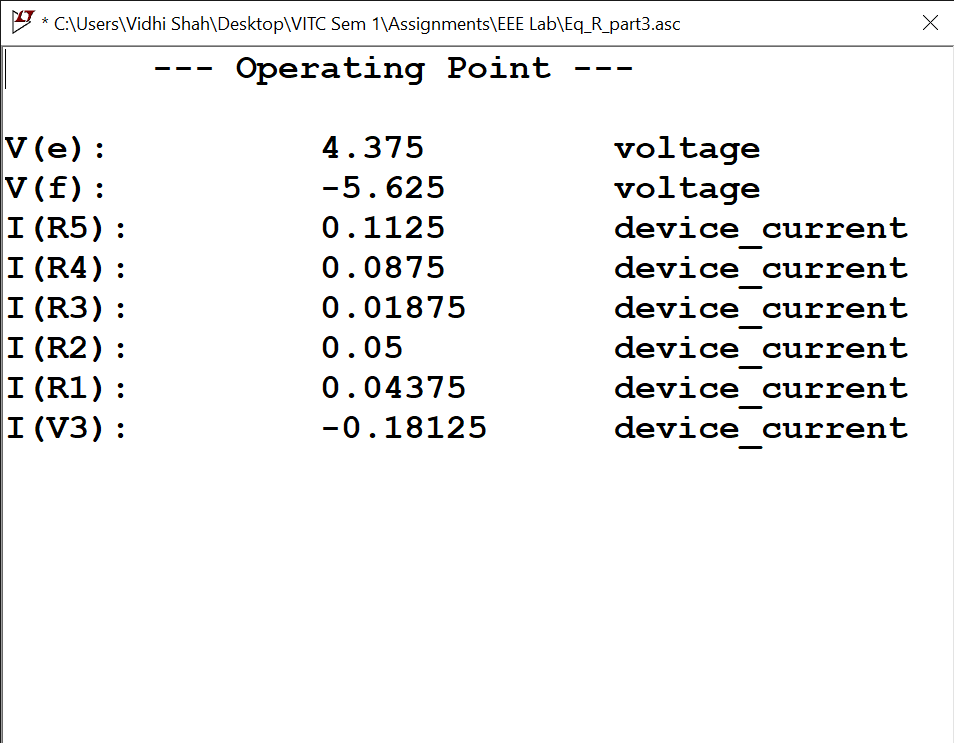 * C:\Users\Vidhi Shah\Desktop\VITC Sem 1\Assignments\EEE Lab\Eq_R_part3.asc
--- Operating Point ---
V(e): 4.375 voltage
V(f): -5.625 voltage
I(R5): 0.1125 device_current
I(R4): 0.0875 device_current
I(R3): 0.01875 device_current
I(R2): 0.05 device_current
I(R1): 0.04375 device_current
I(V3): -0.18125 device_current